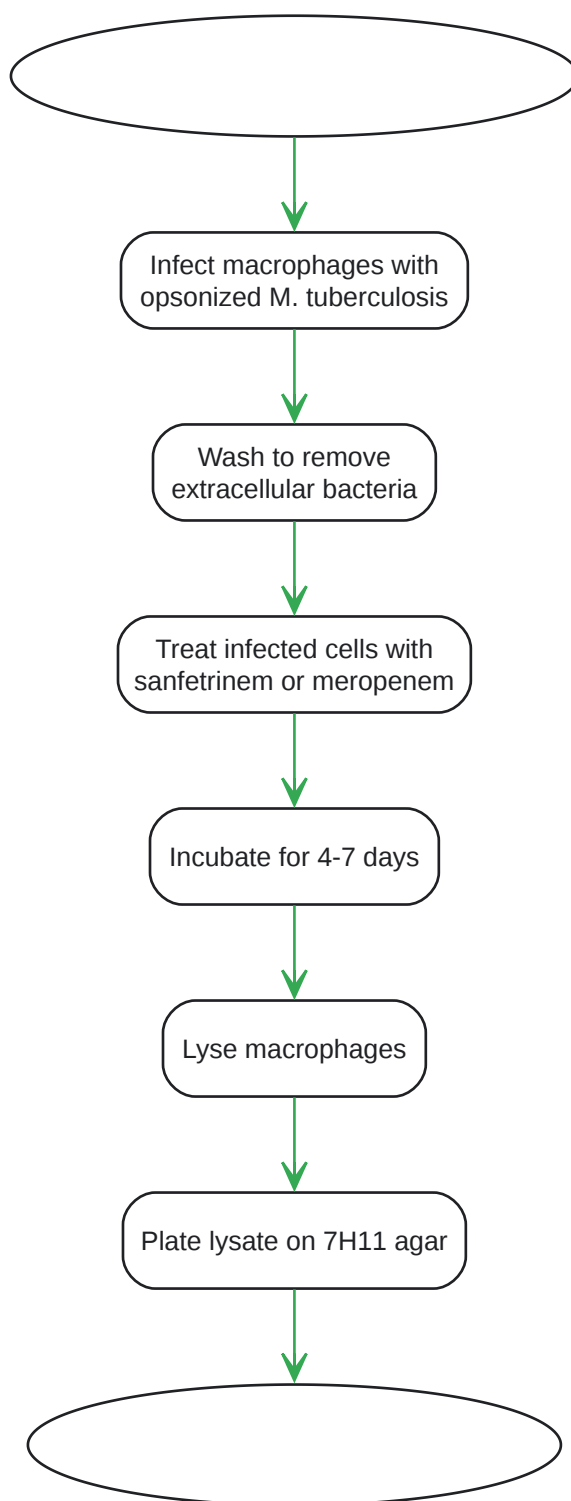 Infect macrophages with
opsonized M. tuberculosis
Wash to remove
extracellular bacteria
Treat infected cells with
sanfetrinem or meropenem
Incubate for 4-7 days
Lyse macrophages
Plate lysate on 7H11 agar